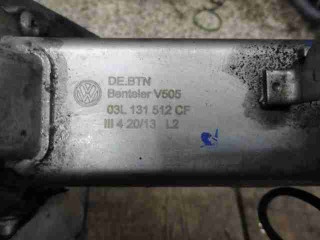 DE.BTN
Benteler V505
03L 131 512 CF
III 4 20/13 L2